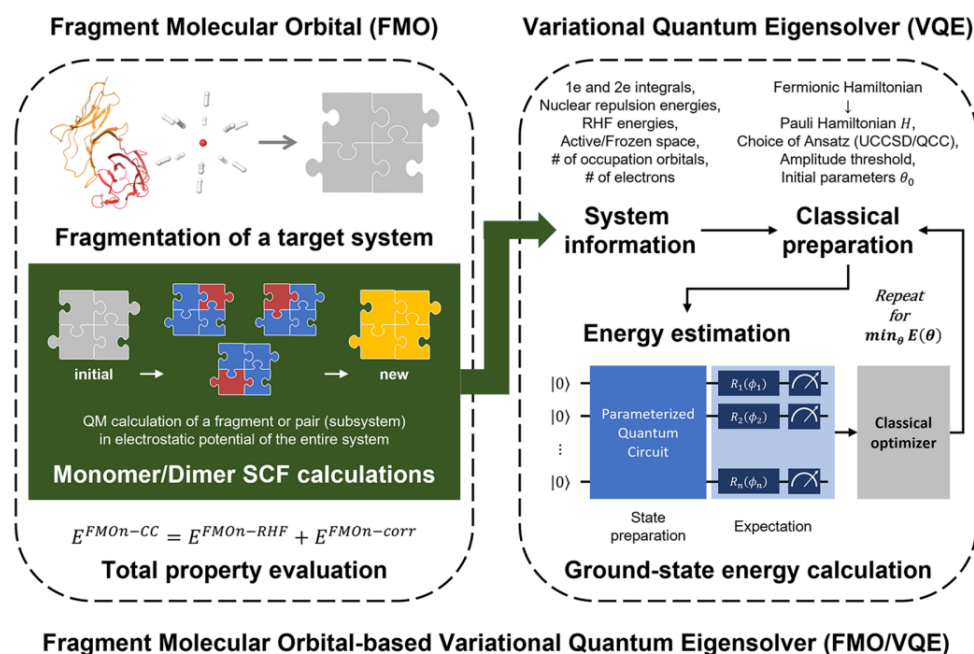 Fragment Molecular Orbital (FMO)
Fragmentation of a target system
initial
new
QM calculation of a fragment or pair (subsystem)
in electrostatic potential of the entire system
Monomer/Dimer SCF calculations
E^{FMOn-CC} = E^{FMOn-RHF} + E^{FMOn-corr}
Total property evaluation
Variational Quantum Eigensolver (VQE)
1e and 2e integrals,
Nuclear repulsion energies,
RHF energies,
Active/Frozen space,
# of occupation orbitals,
# of electrons
System
information
Fermionic Hamiltonian
↓
Pauli Hamiltonian H,
Choice of Ansatz (UCCSD/QCC),
Amplitude threshold,
Initial parameters θ₀
Classical
preparation
Repeat
for
min_θ E(θ)
Energy estimation
|0⟩
|0⟩
⋮
|0⟩
Parameterized
Quantum
Circuit
R₁(ϕ₁)
R₂(ϕ₂)
⋮
Rₙ(ϕₙ)
Classical
optimizer
State
preparation
Expectation
Ground-state energy calculation
Fragment Molecular Orbital-based Variational Quantum Eigensolver (FMO/VQE)